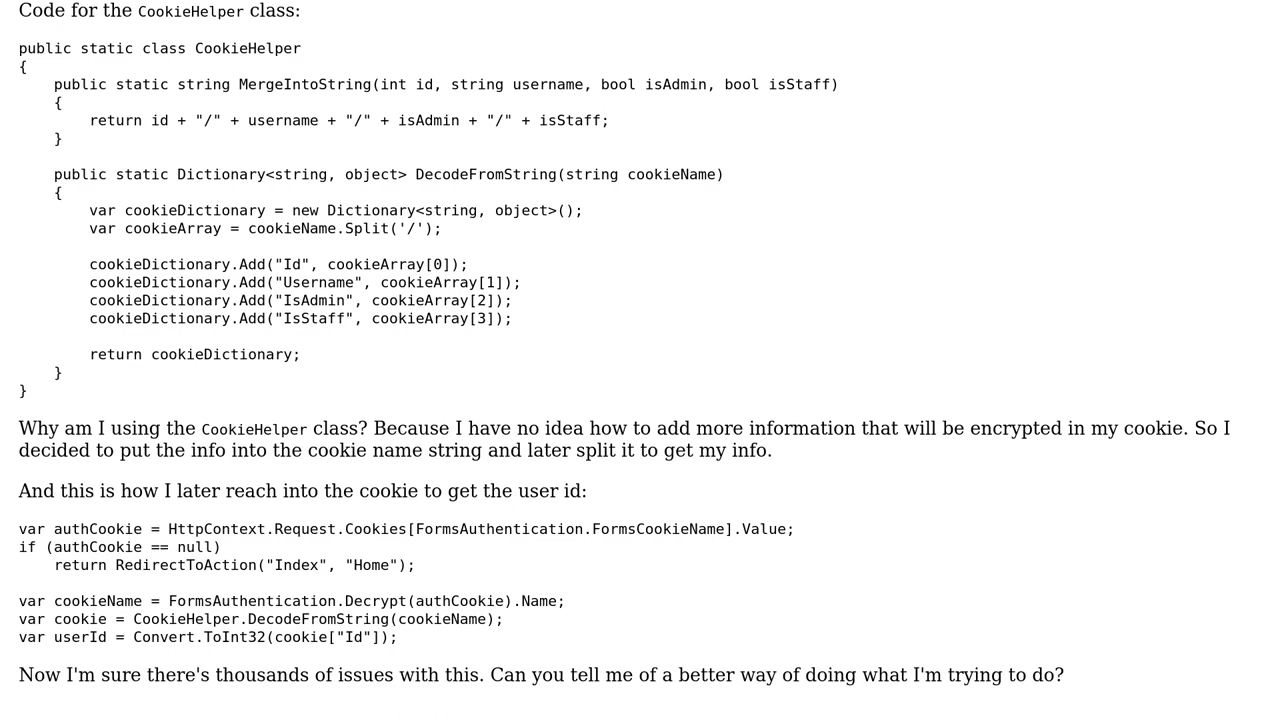 Code for the CookieHelper class:
public static class CookieHelper
{
    public static string MergeIntoString(int id, string username, bool isAdmin, bool isStaff)
    {
        return id + "/" + username + "/" + isAdmin + "/" + isStaff;
    }
    public static Dictionary<string, object> DecodeFromString(string cookieName)
    {
        var cookieDictionary = new Dictionary<string, object>();
        var cookieArray = cookieName.Split('/');
        cookieDictionary.Add("Id", cookieArray[0]);
        cookieDictionary.Add("Username", cookieArray[1]);
        cookieDictionary.Add("IsAdmin", cookieArray[2]);
        cookieDictionary.Add("IsStaff", cookieArray[3]);
        return cookieDictionary;
    }
}
Why am I using the CookieHelper class? Because I have no idea how to add more information that will be encrypted in my cookie. So I
decided to put the info into the cookie name string and later split it to get my info.
And this is how I later reach into the cookie to get the user id:
var authCookie = HttpContext.Request.Cookies[FormsAuthentication.FormsCookieName].Value;
if (authCookie == null)
    return RedirectToAction("Index", "Home");
var cookieName = FormsAuthentication.Decrypt(authCookie).Name;
var cookie = CookieHelper.DecodeFromString(cookieName);
var userId = Convert.ToInt32(cookie["Id"]);
Now I'm sure there's thousands of issues with this. Can you tell me of a better way of doing what I'm trying to do?